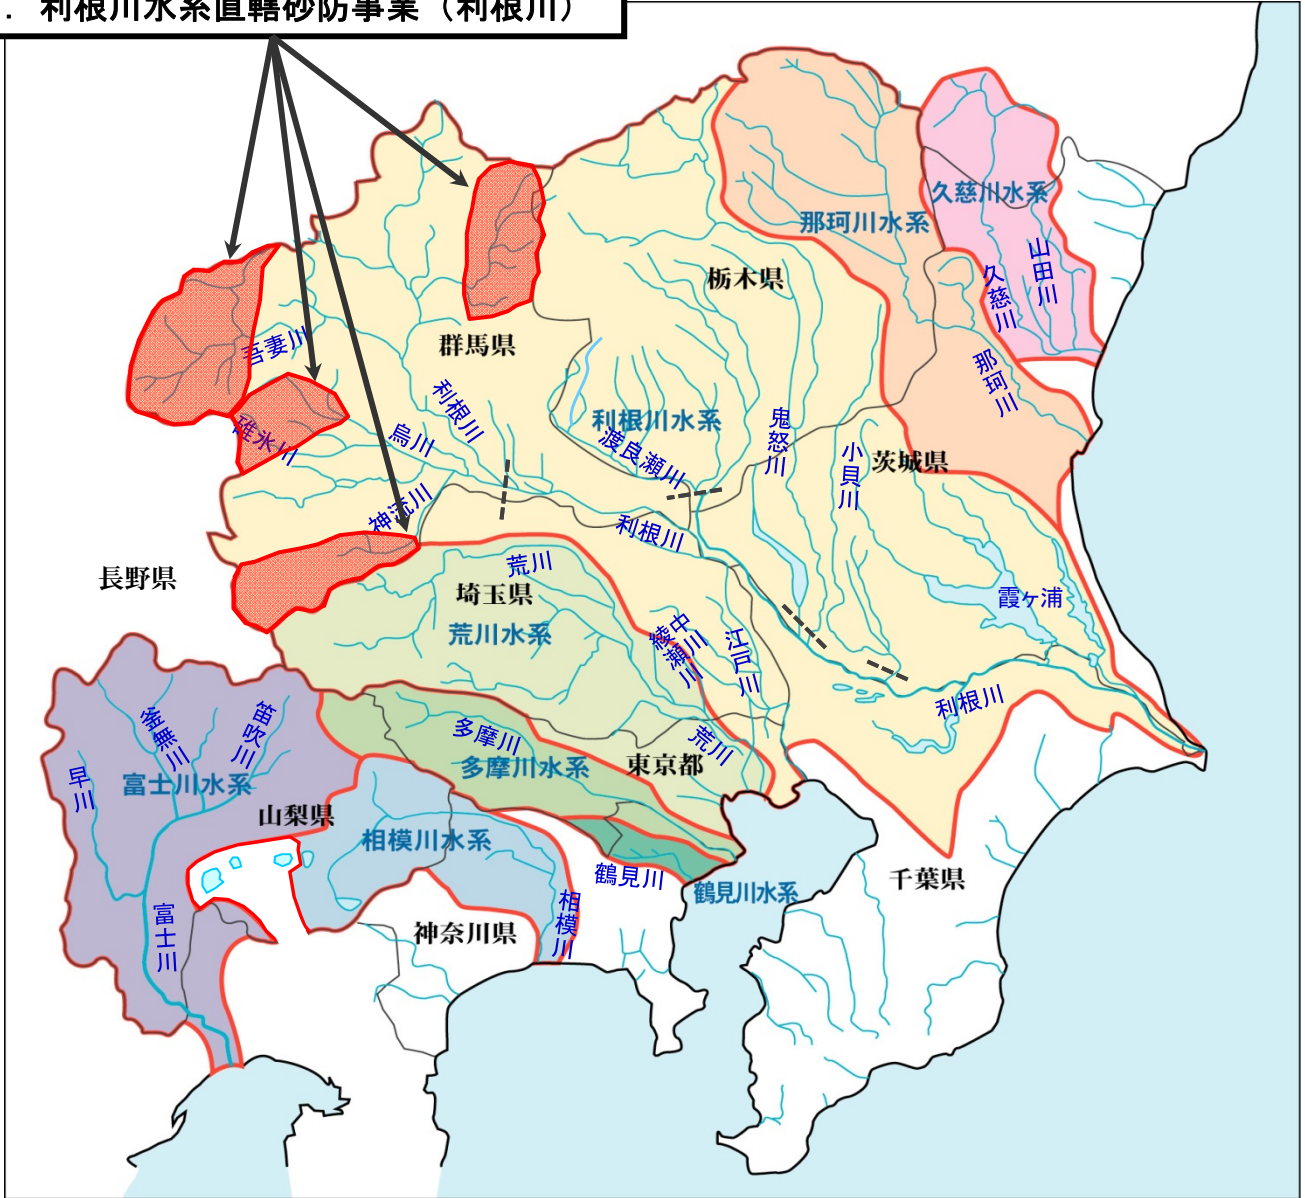 . 利根川水系直轄砂防事業（利根川）
久慈川水系
那珂川水系
山田川
久慈川
栃木県
吾妻川
群馬県
那珂川
利根川
利根川水系
鬼怒川
碓氷川
烏川
渡良瀬川
小貝川
茨城県
神流川
利根川
長野県
荒川
埼玉県
霞ヶ浦
荒川水系
綾瀬川
中川
江戸川
利根川
釜無川
笛吹川
多摩川
荒川
早川
富士川水系
多摩川水系
東京都
山梨県
相模川水系
鶴見川
鶴見川水系
千葉県
富士川
相模川
神奈川県